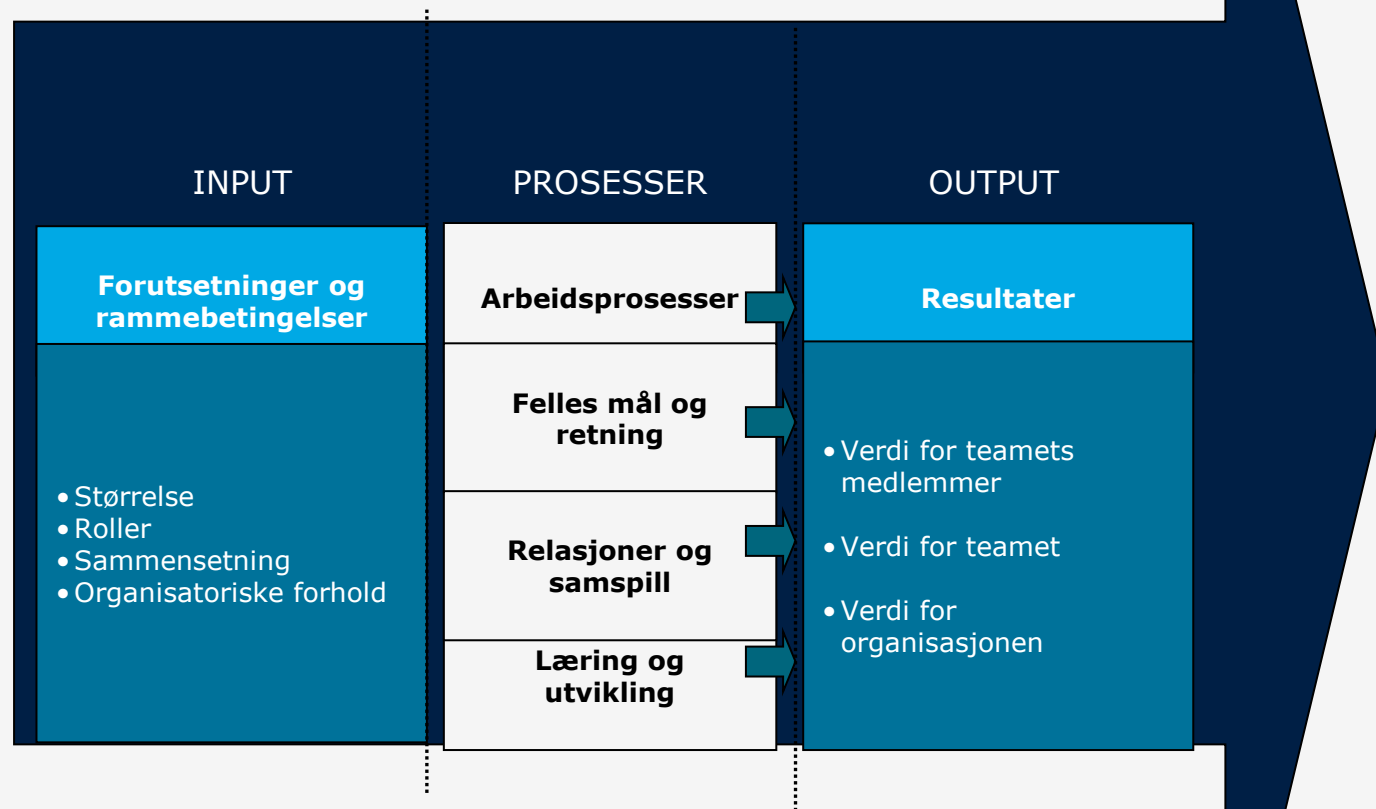 INPUT
PROSESSER
OUTPUT
Forutsetninger og
rammebetingelser
• Størrelse
• Roller
• Sammensetning
• Organisatoriske forhold
Arbeidsprosesser
Felles mål og
retning
Relasjoner og
samspill
Læring og
utvikling
Resultater
• Verdi for teamets
medlemmer
• Verdi for teamet
• Verdi for
organisasjonen